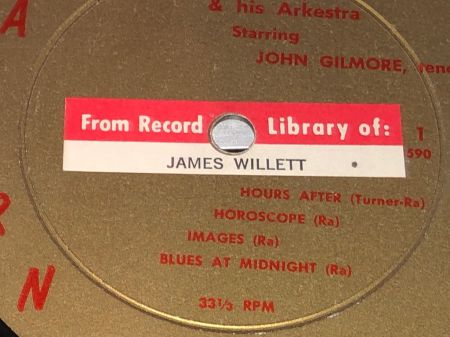 A
& his Arkestra
Starring
JOHN GILMORE,
From Record Library of:
JAMES WILLETT
1
590
HOURS AFTER (Turner-Ra)
HOROSCOPE (Ra)
IMAGES (Ra)
BLUES AT MIDNIGHT (Ra)
R
N
33⅓ RPM